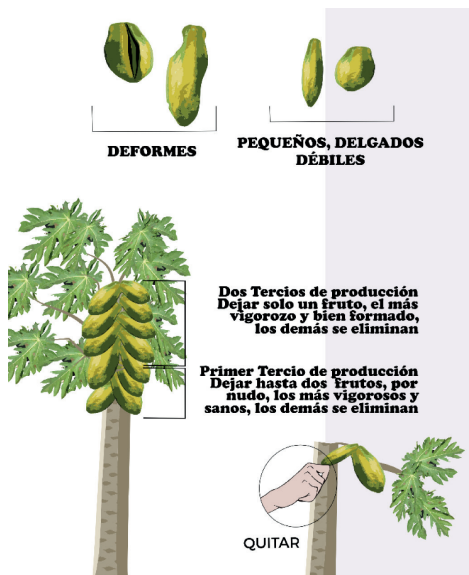 DEFORMES
PEQUEÑOS, DELGADOS
DÉBILES
Dos Tercios de producción
Dejar solo un fruto, el más
vigorozo y bien formado,
los demás se eliminan
Primer Tercio de producción
Dejar hasta dos frutos, por
nudo, los más vigorosos y
sanos, los demás se eliminan
QUITAR